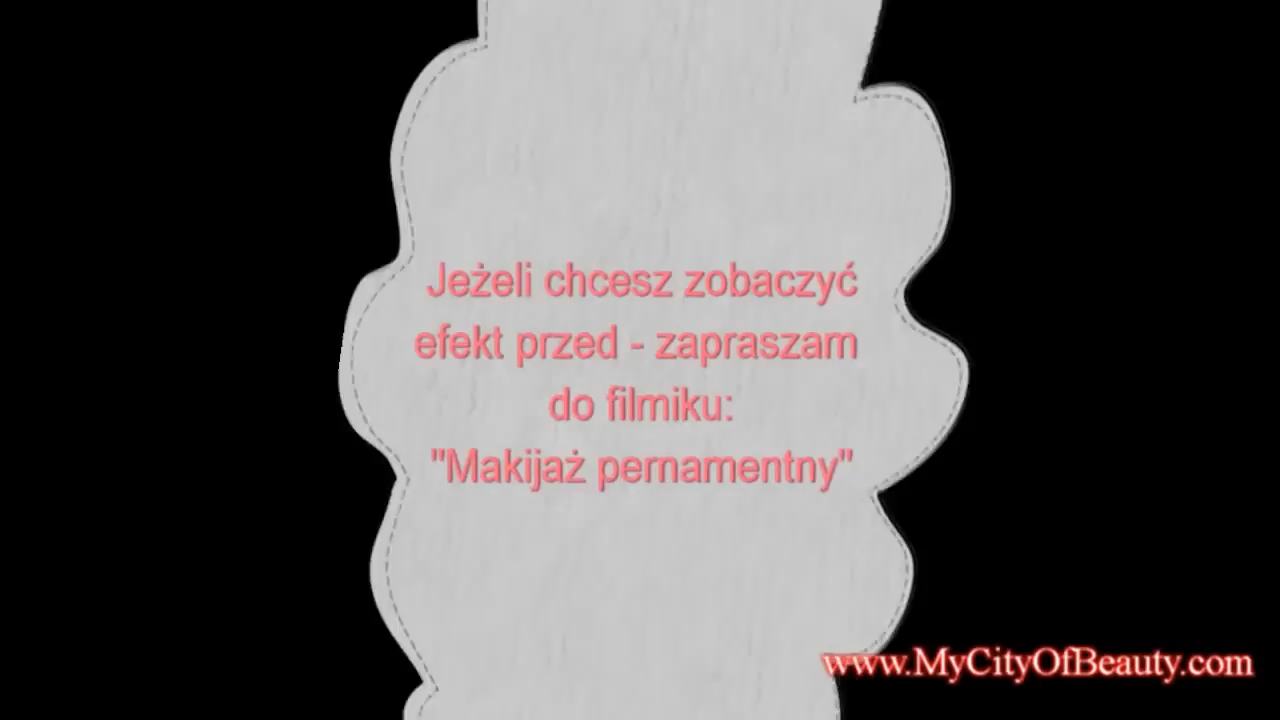 Jeżeli chcesz zobaczyć
efekt przed - zapraszam
do filmiku:
"Makijaż pernamentny"
www.MyCityOfBeauty.com